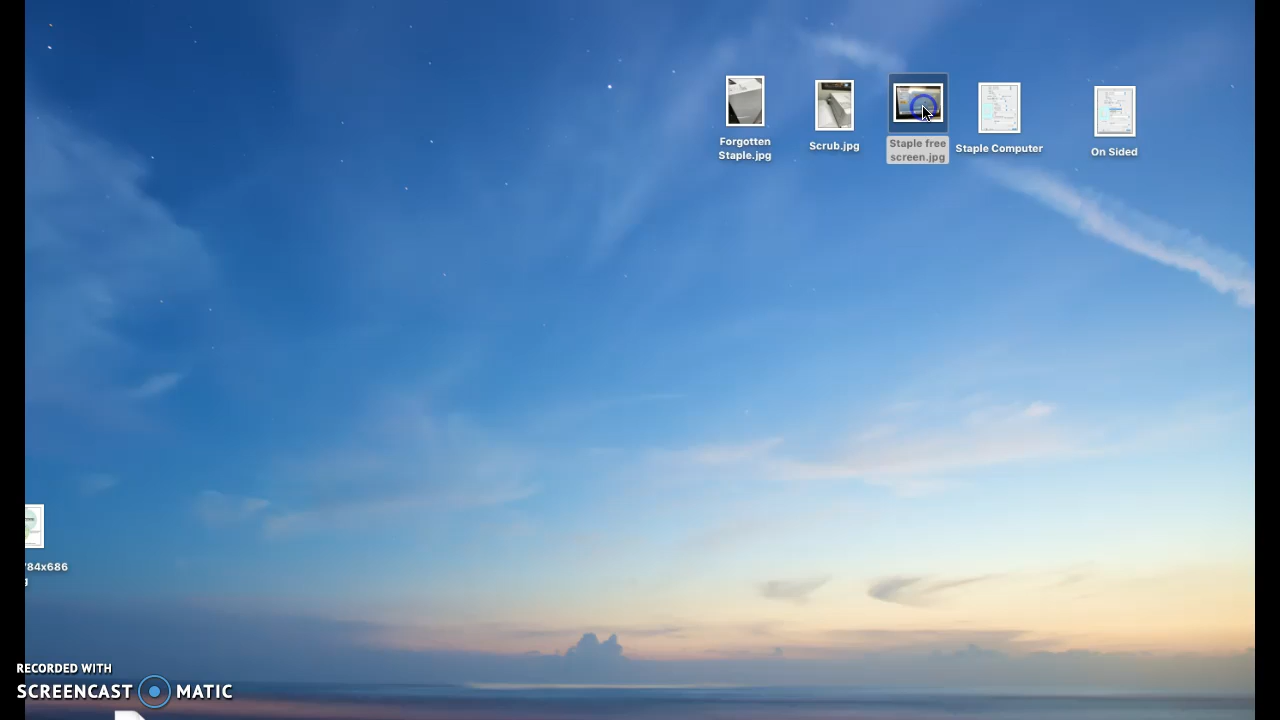 Forgotten
Staple.jpg
Scrub.jpg
Staple free
screen.jpg
Staple Computer
On Sided
784x686
g
RECORDED WITH
SCREENCAST MATIC